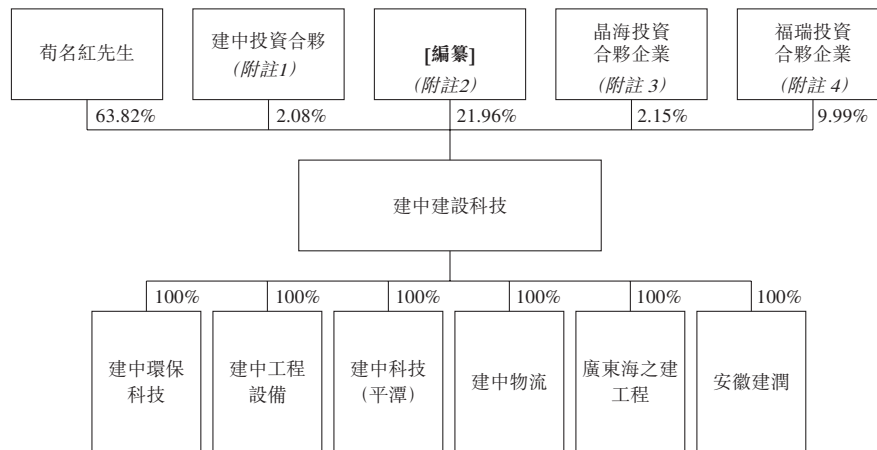 荀名紅先生
建中投資合夥
(附註1)
[編纂]
(附註2)
晶海投資
合夥企業
(附註 3)
福瑞投資
合夥企業
(附註 4)
63.82%
2.08%
21.96%
2.15%
9.99%
建中建設科技
100%
100%
100%
100%
100%
100%
建中環保
科技
建中工程
設備
建中科技
(平潭)
建中物流
廣東海之建
工程
安徽建潤